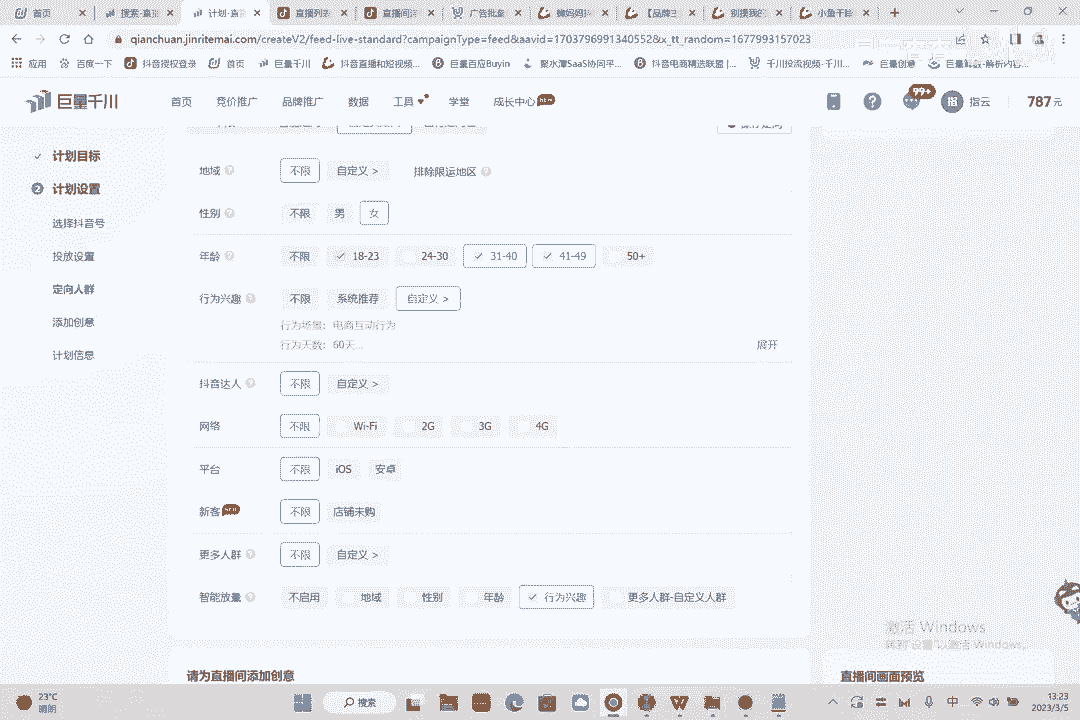 首页 搜索-直播 计划-直播 直播列表 直播间详 广告批量 蝉妈妈抖 【品牌主 别摸我的 小鱼干眭
qianchuan.jinritemai.com/createV2/feed-live-standard?campaignType=feed&aavid=1703796991340552&x_tt_random=1677993157023
应用 百度一下 抖音授权登录 首页 巨量千川 抖音直播和短视频... 巨量百应Buyin 聚水潭SaaS协同平... 抖音电商精选联盟 |... 千川投流视频-千川... 巨量创意
巨量千川 首页 竞价推广 品牌推广 数据 工具 学堂 成长中心 99+ 指 指云 787元
计划目标
2 计划设置
选择抖音号
投放设置
定向人群
添加创意
计划信息
地域 不限 自定义 > 排除限运地区
性别 不限 男 女
年龄 不限 18-23 24-30 31-40 41-49 50+
行为兴趣 不限 系统推荐 自定义 >
行为场景: 电商互动行为
行为天数: 60天... 展开
抖音达人 不限 自定义 >
网络 不限 Wi-Fi 2G 3G 4G
平台 不限 iOS 安卓
新客 不限 店铺未购
更多人群 不限 自定义 >
智能放量 不启用 地域 性别 年龄 行为兴趣 更多人群-自定义人群
激活 Windows
转到"设置"以激活 Windows。
请为直播间添加创意
直播间画面预览
23°C
晴朗
搜索
中
13:23
2023/3/5